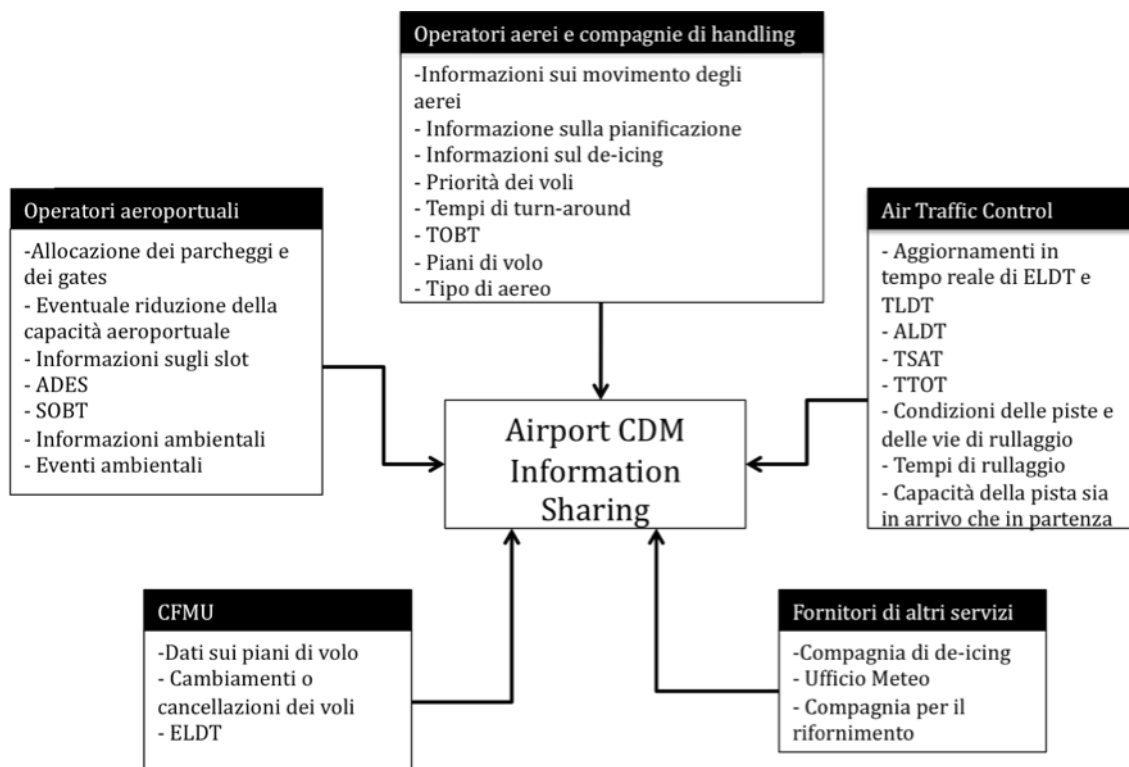 Operatori aerei e compagnie di handling
-Informazioni sui movimento degli
aerei
- Informazione sulla pianificazione
- Informazioni sul de-icing
- Priorità dei voli
- Tempi di turn-around
- TOBT
- Piani di volo
- Tipo di aereo
Operatori aeroportuali
-Allocazione dei parcheggi e
dei gates
- Eventuale riduzione della
capacità aeroportuale
- Informazioni sugli slot
- ADES
- SOBT
- Informazioni ambientali
- Eventi ambientali
Air Traffic Control
- Aggiornamenti in
tempo reale di ELDT e
TLDT
- ALDT
- TSAT
- TTOT
- Condizioni delle piste e
delle vie di rullaggio
- Tempi di rullaggio
- Capacità della pista sia
in arrivo che in partenza
Airport CDM
Information
Sharing
CFMU
-Dati sui piani di volo
- Cambiamenti o
cancellazioni dei voli
- ELDT
Fornitori di altri servizi
-Compagnia di de-icing
- Ufficio Meteo
- Compagnia per il
rifornimento